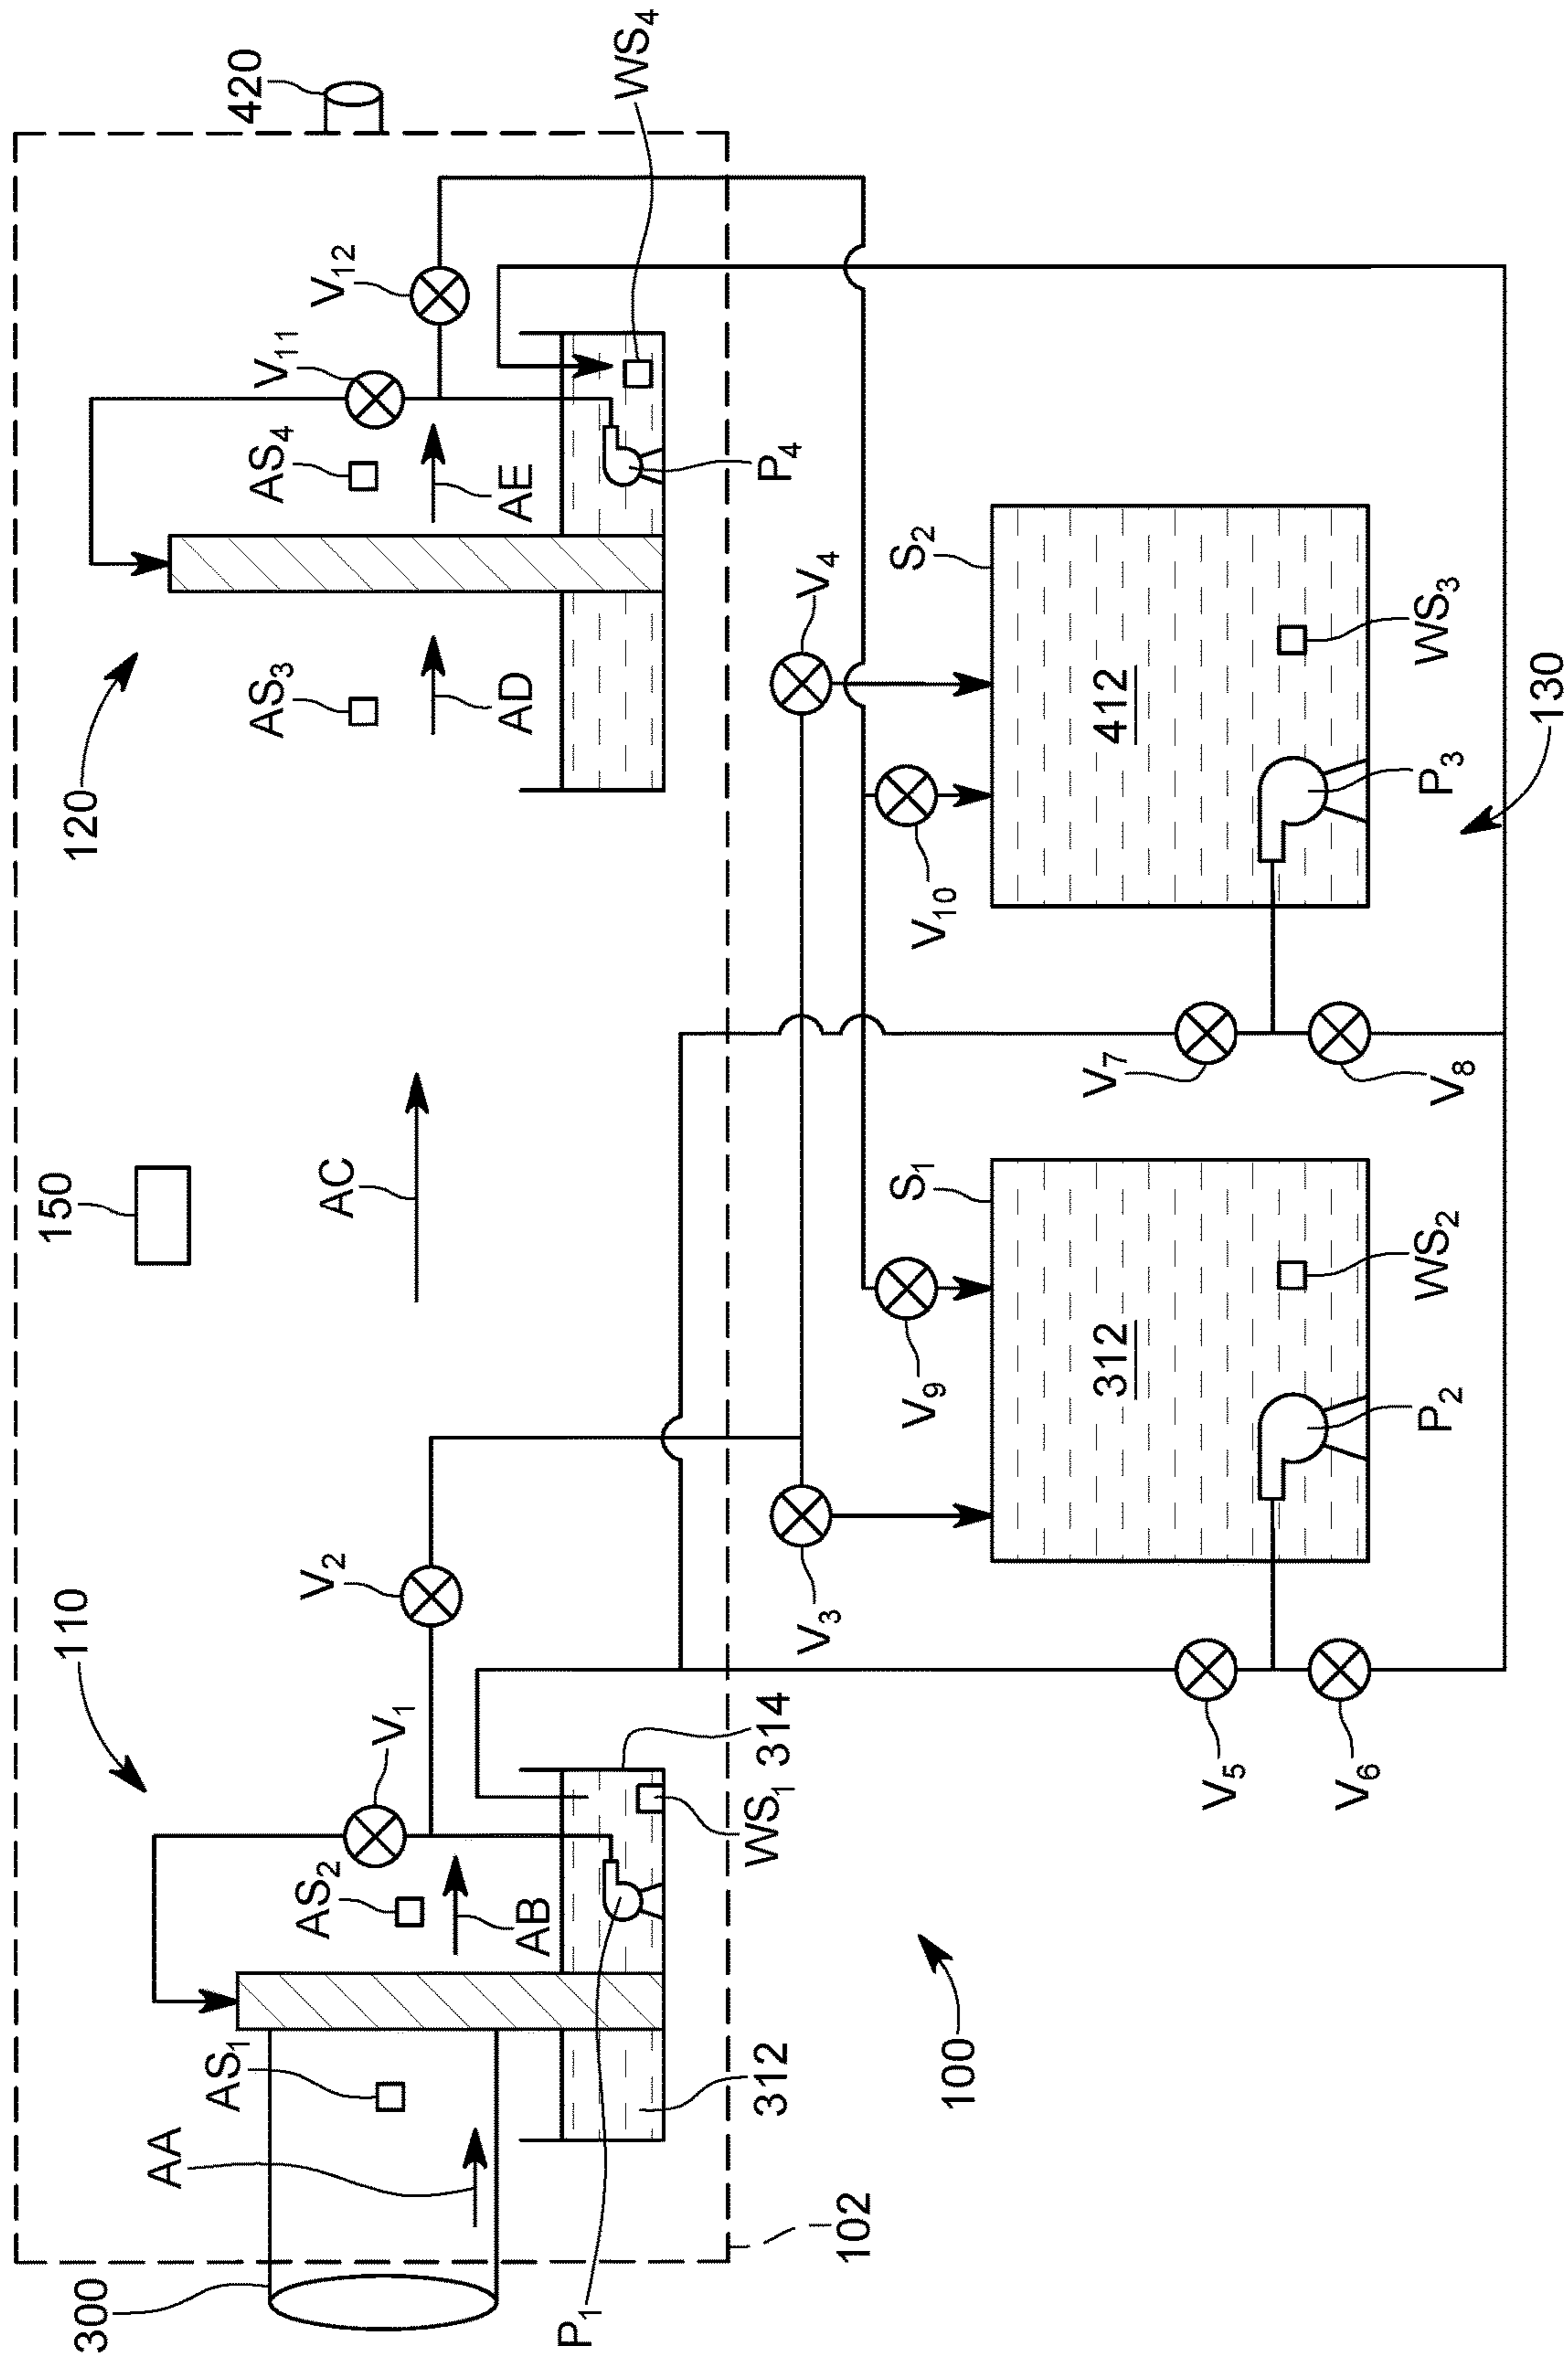 150
120
420
110
300
AA
AS₁
AS₂
V₁
V₂
AC
AS₃
AS₄
V₁₁
V₁₂
WS₄
AB
AD
AE
P₁
312
WS₁
314
P₄
102
V₃
V₄
V₉
S₁
V₁₀
S₂
100
312
412
V₅
V₆
P₂
WS₂
V₇
V₈
P₃
WS₃
130